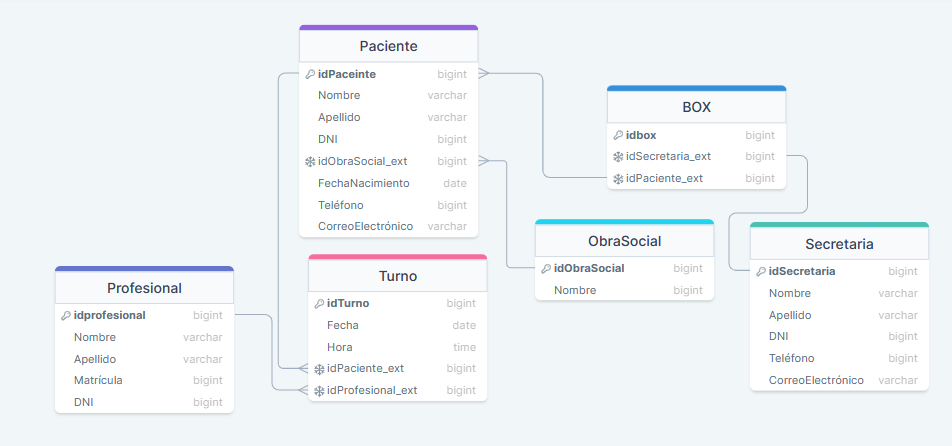 Paciente
idPaceinte bigint
Nombre varchar
Apellido varchar
DNI bigint
idObraSocial_ext bigint
FechaNacimiento date
Teléfono bigint
CorreoElectrónico varchar
BOX
idbox bigint
idSecretaria_ext bigint
idPaciente_ext bigint
ObraSocial
idObraSocial bigint
Nombre bigint
Secretaria
idSecretaria bigint
Nombre varchar
Apellido varchar
DNI bigint
Teléfono bigint
CorreoElectrónico varchar
Profesional
idprofesional bigint
Nombre varchar
Apellido varchar
Matrícula bigint
DNI bigint
Turno
idTurno bigint
Fecha date
Hora time
idPaciente_ext bigint
idProfesional_ext bigint